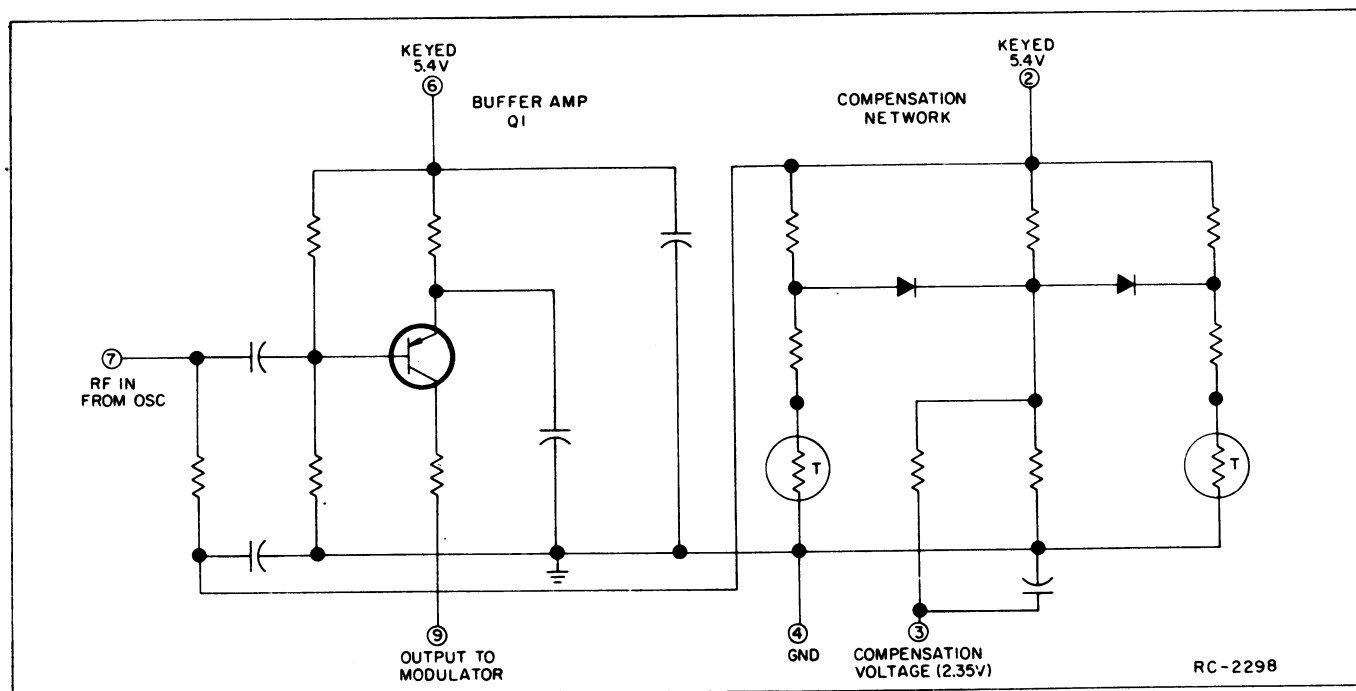 KEYED
5.4V
6
BUFFER AMP
Q1
COMPENSATION
NETWORK
KEYED
5.4V
2
7
RF IN
FROM OSC
T
T
9
OUTPUT TO
MODULATOR
4
GND
3
COMPENSATION
VOLTAGE (2.35V)
RC-2298